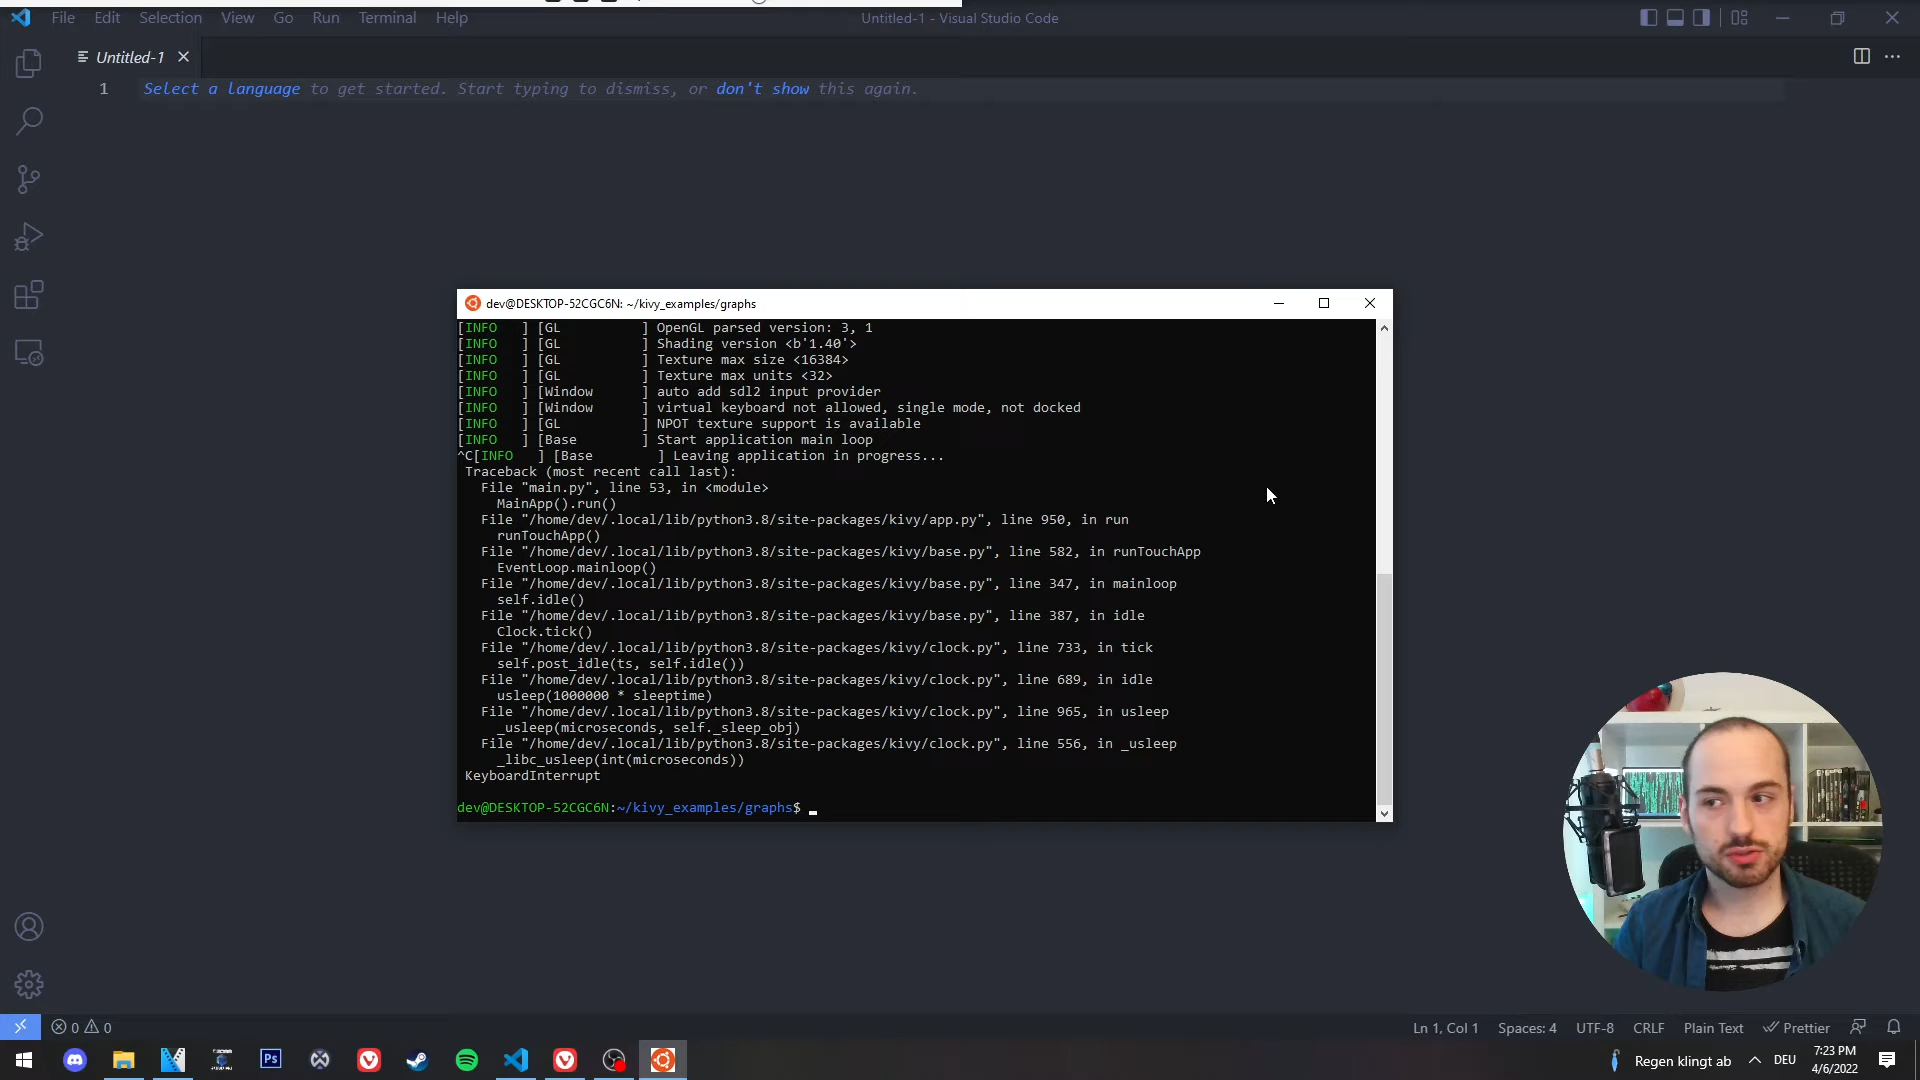 File Edit Selection View Go Run Terminal Help
Untitled-1 - Visual Studio Code
Untitled-1
1 Select a language to get started. Start typing to dismiss, or don't show this again.
dev@DESKTOP-52CGC6N: ~/kivy_examples/graphs
[INFO   ] [GL          ] OpenGL parsed version: 3, 1
[INFO   ] [GL          ] Shading version <b'1.40'>
[INFO   ] [GL          ] Texture max size <16384>
[INFO   ] [GL          ] Texture max units <32>
[INFO   ] [Window      ] auto add sdl2 input provider
[INFO   ] [Window      ] virtual keyboard not allowed, single mode, not docked
[INFO   ] [GL          ] NPOT texture support is available
[INFO   ] [Base        ] Start application main loop
^C[INFO   ] [Base        ] Leaving application in progress...
Traceback (most recent call last):
File "main.py", line 53, in <module>
MainApp().run()
File "/home/dev/.local/lib/python3.8/site-packages/kivy/app.py", line 950, in run
runTouchApp()
File "/home/dev/.local/lib/python3.8/site-packages/kivy/base.py", line 582, in runTouchApp
EventLoop.mainloop()
File "/home/dev/.local/lib/python3.8/site-packages/kivy/base.py", line 347, in mainloop
self.idle()
File "/home/dev/.local/lib/python3.8/site-packages/kivy/base.py", line 387, in idle
Clock.tick()
File "/home/dev/.local/lib/python3.8/site-packages/kivy/clock.py", line 733, in tick
self.post_idle(ts, self.idle())
File "/home/dev/.local/lib/python3.8/site-packages/kivy/clock.py", line 689, in idle
usleep(1000000 * sleeptime)
File "/home/dev/.local/lib/python3.8/site-packages/kivy/clock.py", line 965, in usleep
_usleep(microseconds, self._sleep_obj)
File "/home/dev/.local/lib/python3.8/site-packages/kivy/clock.py", line 556, in _usleep
_libc_usleep(int(microseconds))
KeyboardInterrupt
dev@DESKTOP-52CGC6N:~/kivy_examples/graphs$
0 0
Ln 1, Col 1 Spaces: 4 UTF-8 CRLF Plain Text Prettier
Ps
Regen klingt ab DEU 7:23 PM
4/6/2022